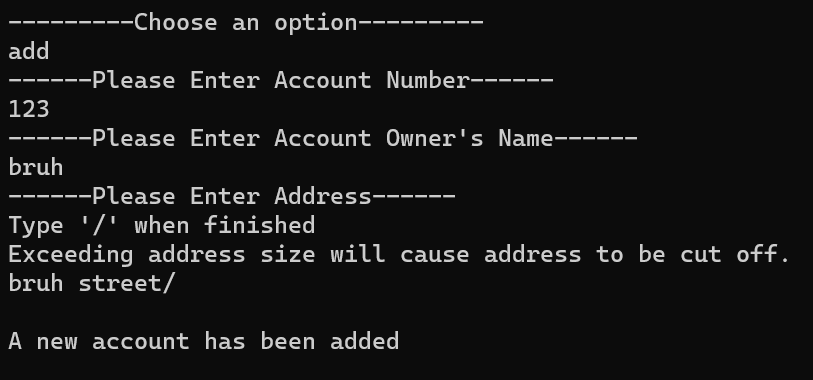 ---------Choose an option---------
add
------Please Enter Account Number------
123
------Please Enter Account Owner's Name------
bruh
------Please Enter Address------
Type '/' when finished
Exceeding address size will cause address to be cut off.
bruh street/
A new account has been added